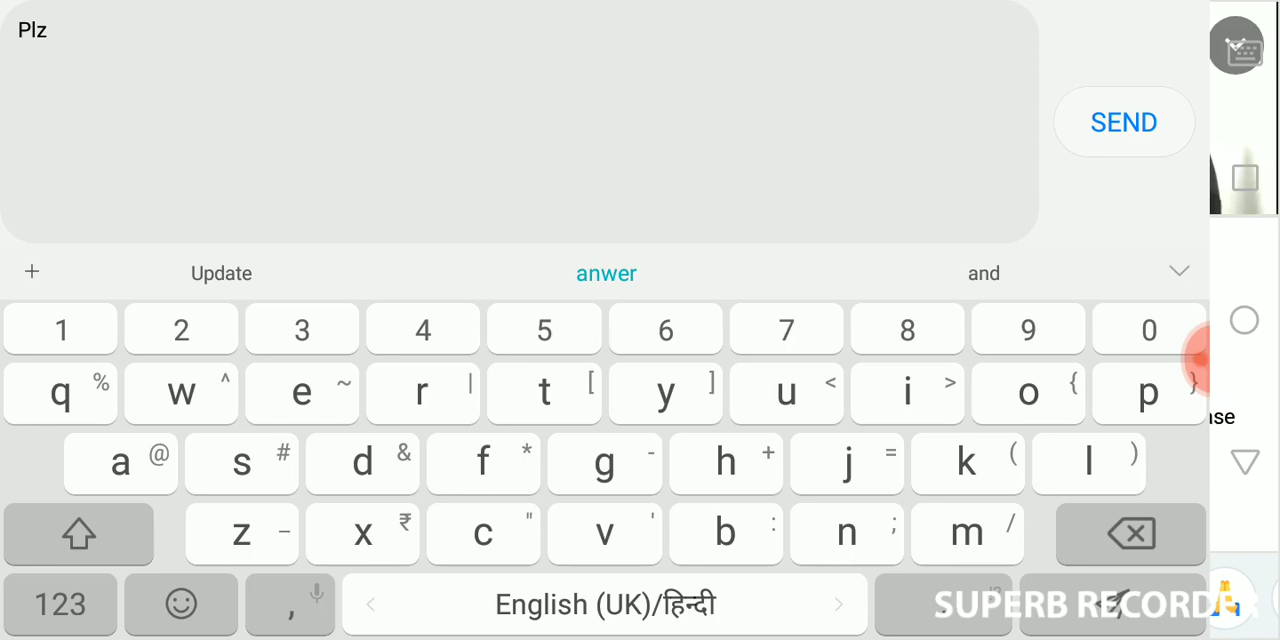 Plz
SEND
+ Update anwer and
1 2 3 4 5 6 7 8 9 0
q % w ^ e ~ r | t [ y ] u < i > o { p }
ase
a @ s # d & f * g - h + j = k ( l )
z _ x ₹ c " v ' b : n ; m /
123 , English (UK)/हिन्दी
SUPERB RECORDER